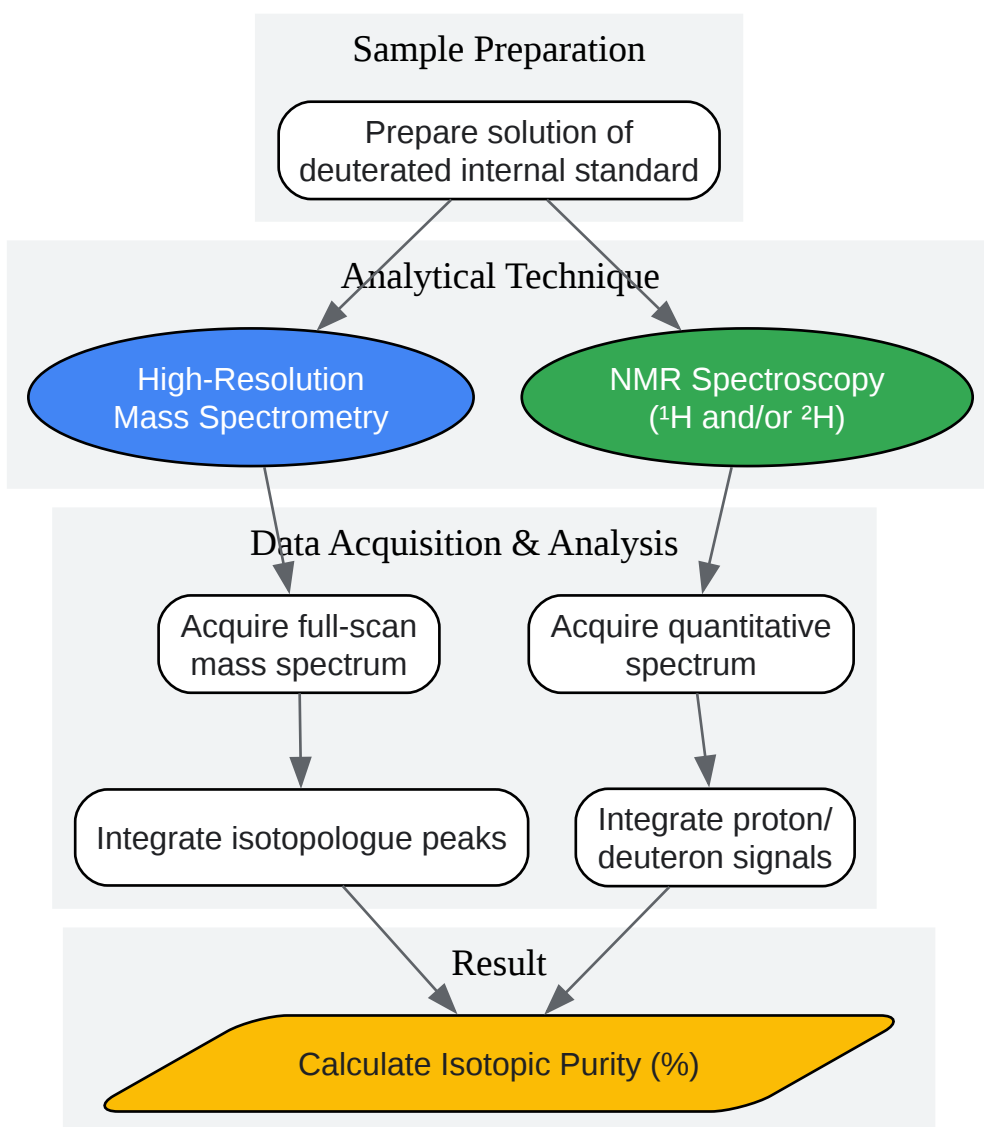 Sample Preparation
Prepare solution of
deuterated internal standard
Analytical Technique
High-Resolution
Mass Spectrometry
NMR Spectroscopy
(¹H and/or ²H)
Data Acquisition & Analysis
Acquire full-scan
mass spectrum
Acquire quantitative
spectrum
Integrate isotopologue peaks
Integrate proton/
deuteron signals
Result
Calculate Isotopic Purity (%)